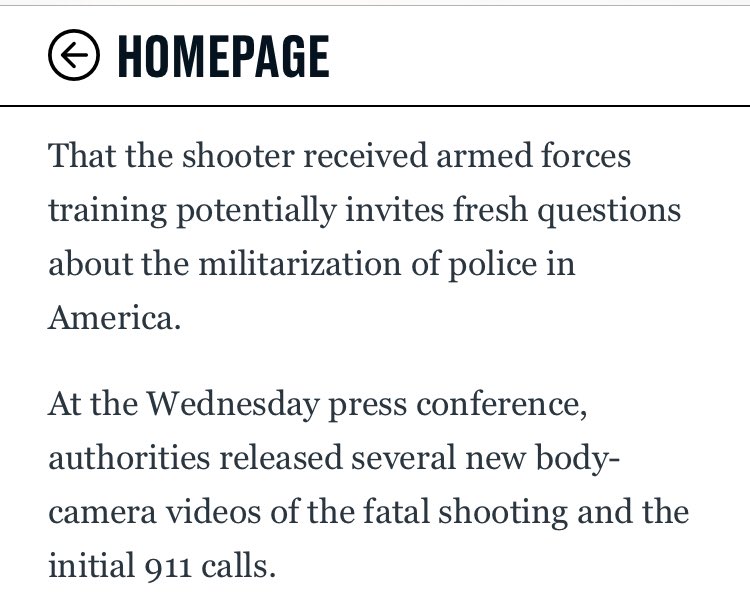 HOMEPAGE
That the shooter received armed forces
training potentially invites fresh questions
about the militarization of police in
America.
At the Wednesday press conference,
authorities released several new body-
camera videos of the fatal shooting and the
initial 911 calls.